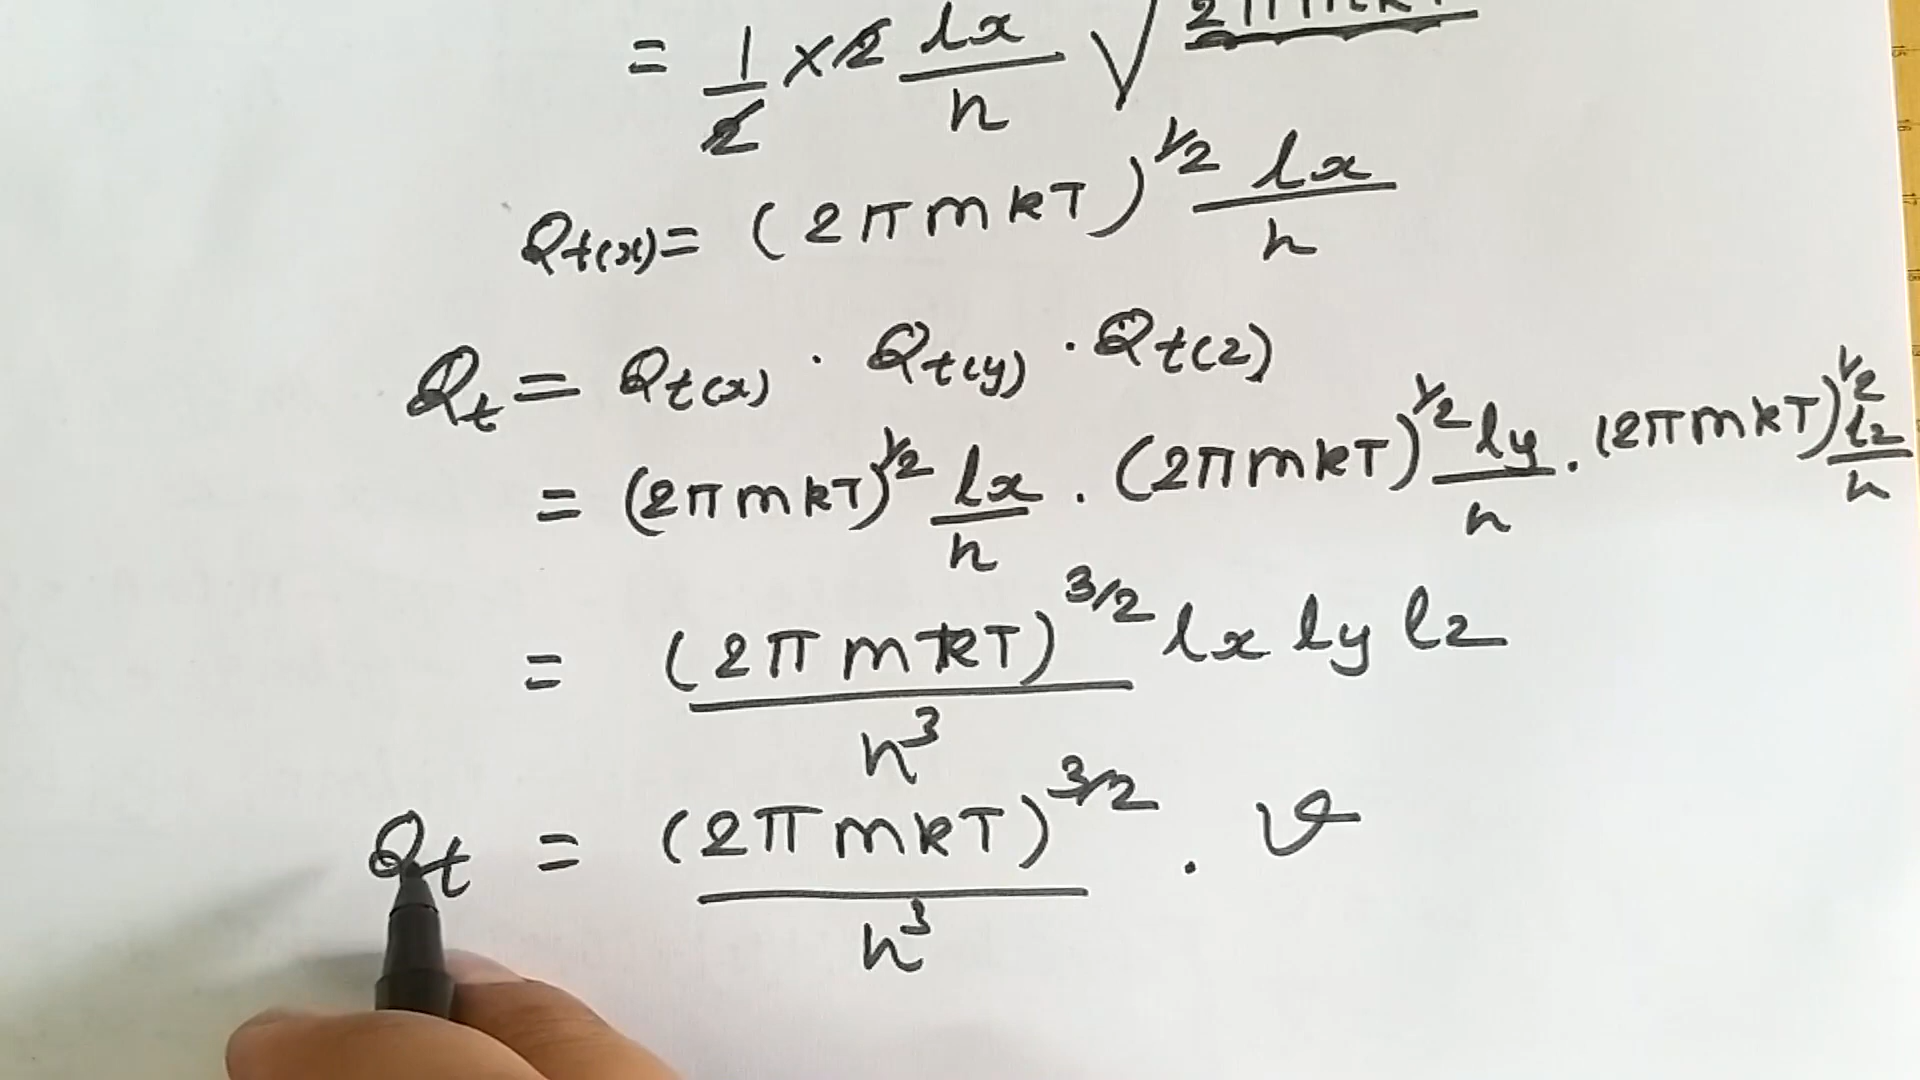 = 1/2 × 2 lx/h √2πmkT
Qt(x) = (2πmkT)^1/2 lx/h
Qt = Qt(x) · Qt(y) · Qt(z)
= (2πmkT)^1/2 lx/h · (2πmkT)^1/2 ly/h · (2πmkT)^1/2 lz/h
= (2πmkT)^3/2/h^3 lx ly lz
Qt = (2πmkT)^3/2/h^3 · v